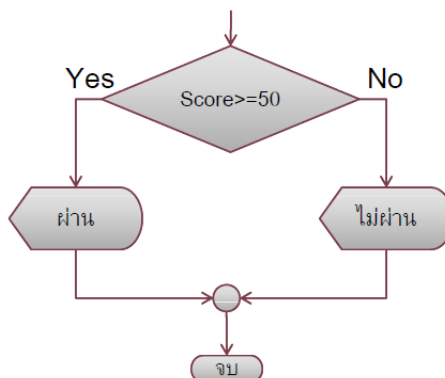 Yes
No
Score>=50
ผ่าน
ไม่ผ่าน
จบ